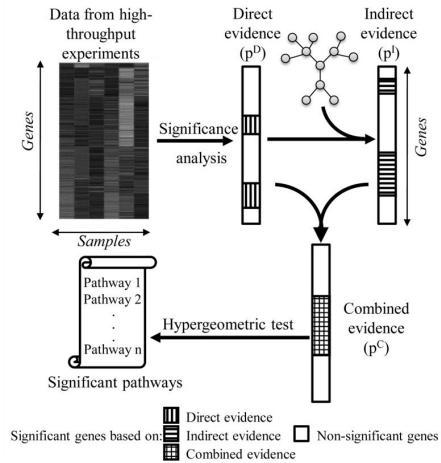 Data from high-
throughput
experiments
Direct
evidence
(p^D)
Indirect
evidence
(p^I)
Genes
Significance
analysis
Genes
Samples
Pathway 1
Pathway 2
.
.
.
Pathway n
Hypergeometric test
Combined
evidence
(p^C)
Significant pathways
Direct evidence
Significant genes based on: Indirect evidence Non-significant genes
Combined evidence